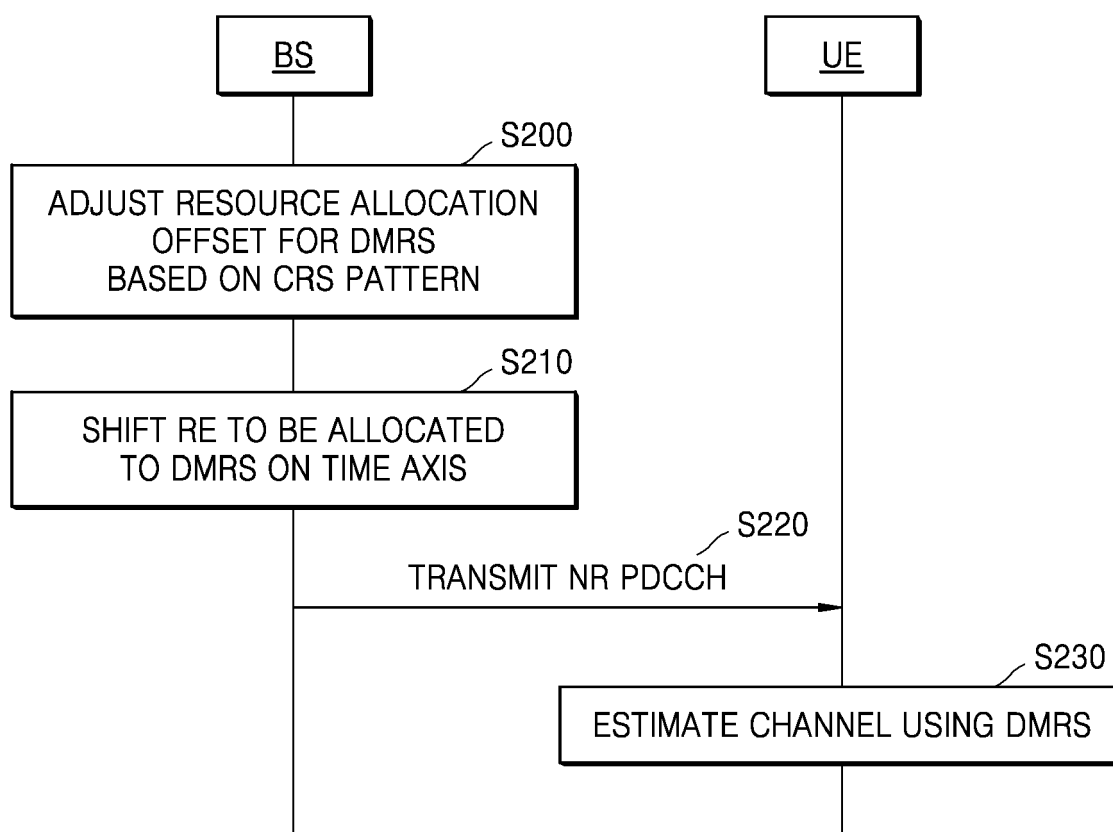 BS
UE
S200
ADJUST RESOURCE ALLOCATION
OFFSET FOR DMRS
BASED ON CRS PATTERN
S210
SHIFT RE TO BE ALLOCATED
TO DMRS ON TIME AXIS
S220
TRANSMIT NR PDCCH
S230
ESTIMATE CHANNEL USING DMRS